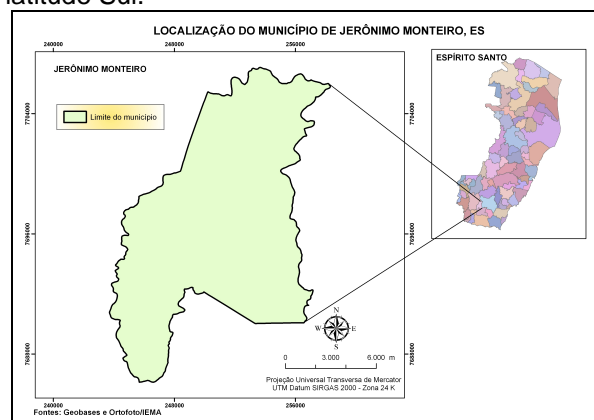 latitude Sul.
LOCALIZAÇÃO DO MUNICÍPIO DE JERÔNIMO MONTEIRO, ES
240000 248000 256000
JERÔNIMO MONTEIRO
ESPÍRITO SANTO
Limite do município
7704000 7704000
7696000 7696000
7688000 7688000
N
W E
S
0 3.000 6.000 m
Projeção Universal Transversa de Mercator
UTM Datum SIRGAS 2000 - Zona 24 K
240000 248000 256000
Fontes: Geobases e Ortofoto/IEMA